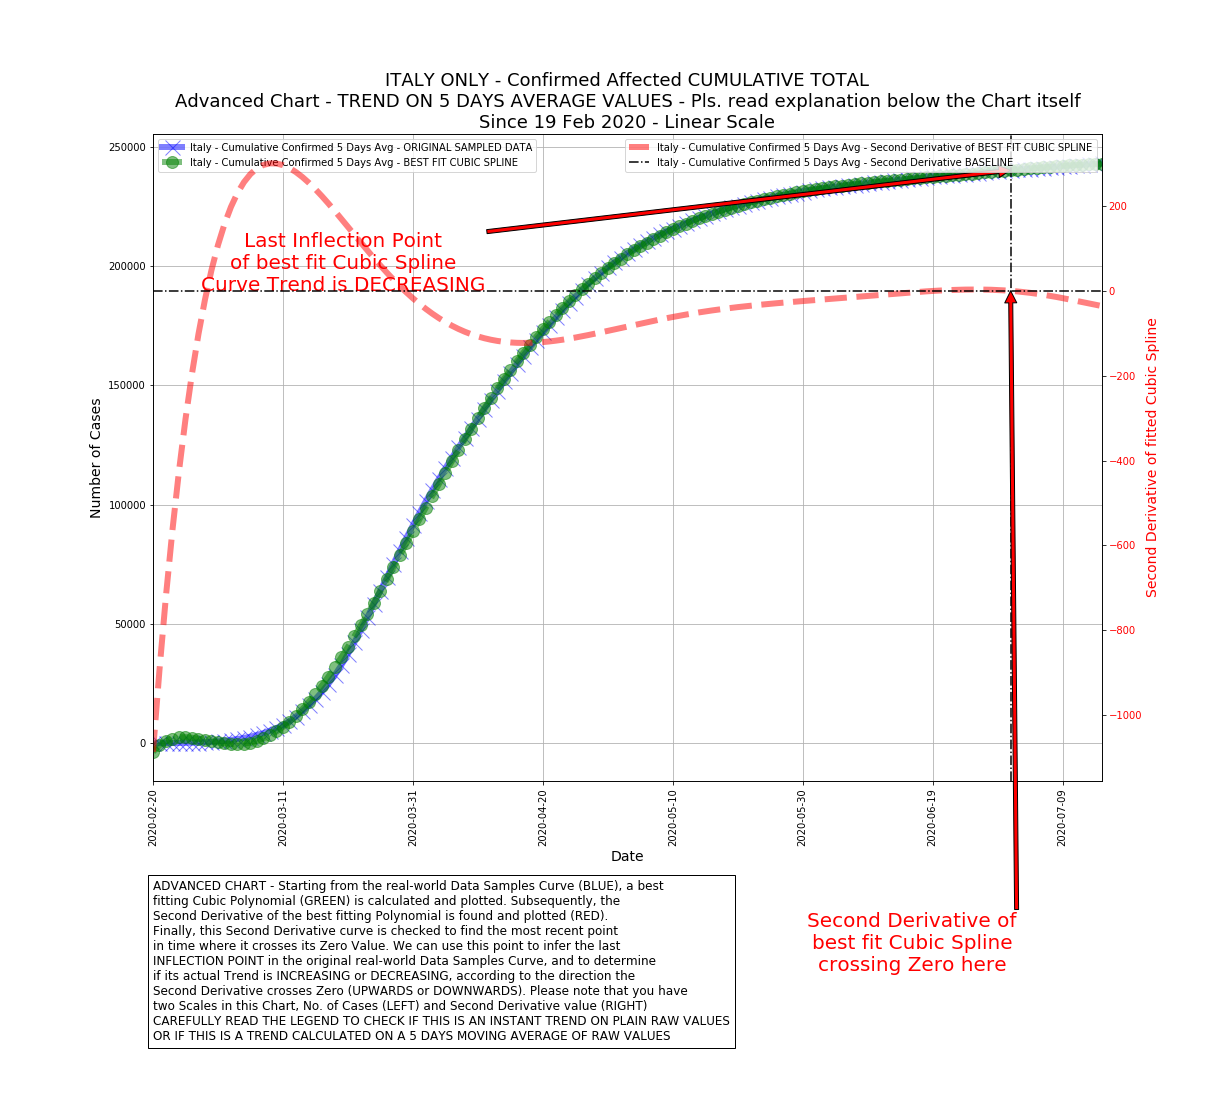 ITALY ONLY - Confirmed Affected CUMULATIVE TOTAL
Advanced Chart - TREND ON 5 DAYS AVERAGE VALUES - Pls. read explanation below the Chart itself
Since 19 Feb 2020 - Linear Scale
Italy - Cumulative Confirmed 5 Days Avg - ORIGINAL SAMPLED DATA
Italy - Cumulative Confirmed 5 Days Avg - BEST FIT CUBIC SPLINE
Italy - Cumulative Confirmed 5 Days Avg - Second Derivative of BEST FIT CUBIC SPLINE
Italy - Cumulative Confirmed 5 Days Avg - Second Derivative BASELINE
Last Inflection Point
of best fit Cubic Spline
Curve Trend is DECREASING
Number of Cases
250000
200000
150000
100000
50000
0
200
0
−200
−400
−600
−800
−1000
Second Derivative of fitted Cubic Spline
2020-02-20
2020-03-11
2020-03-31
2020-04-20
2020-05-10
2020-05-30
2020-06-19
2020-07-09
Date
Second Derivative of
best fit Cubic Spline
crossing Zero here
ADVANCED CHART - Starting from the real-world Data Samples Curve (BLUE), a best
fitting Cubic Polynomial (GREEN) is calculated and plotted. Subsequently, the
Second Derivative of the best fitting Polynomial is found and plotted (RED).
Finally, this Second Derivative curve is checked to find the most recent point
in time where it crosses its Zero Value. We can use this point to infer the last
INFLECTION POINT in the original real-world Data Samples Curve, and to determine
if its actual Trend is INCREASING or DECREASING, according to the direction the
Second Derivative crosses Zero (UPWARDS or DOWNWARDS). Please note that you have
two Scales in this Chart, No. of Cases (LEFT) and Second Derivative value (RIGHT)
CAREFULLY READ THE LEGEND TO CHECK IF THIS IS AN INSTANT TREND ON PLAIN RAW VALUES
OR IF THIS IS A TREND CALCULATED ON A 5 DAYS MOVING AVERAGE OF RAW VALUES